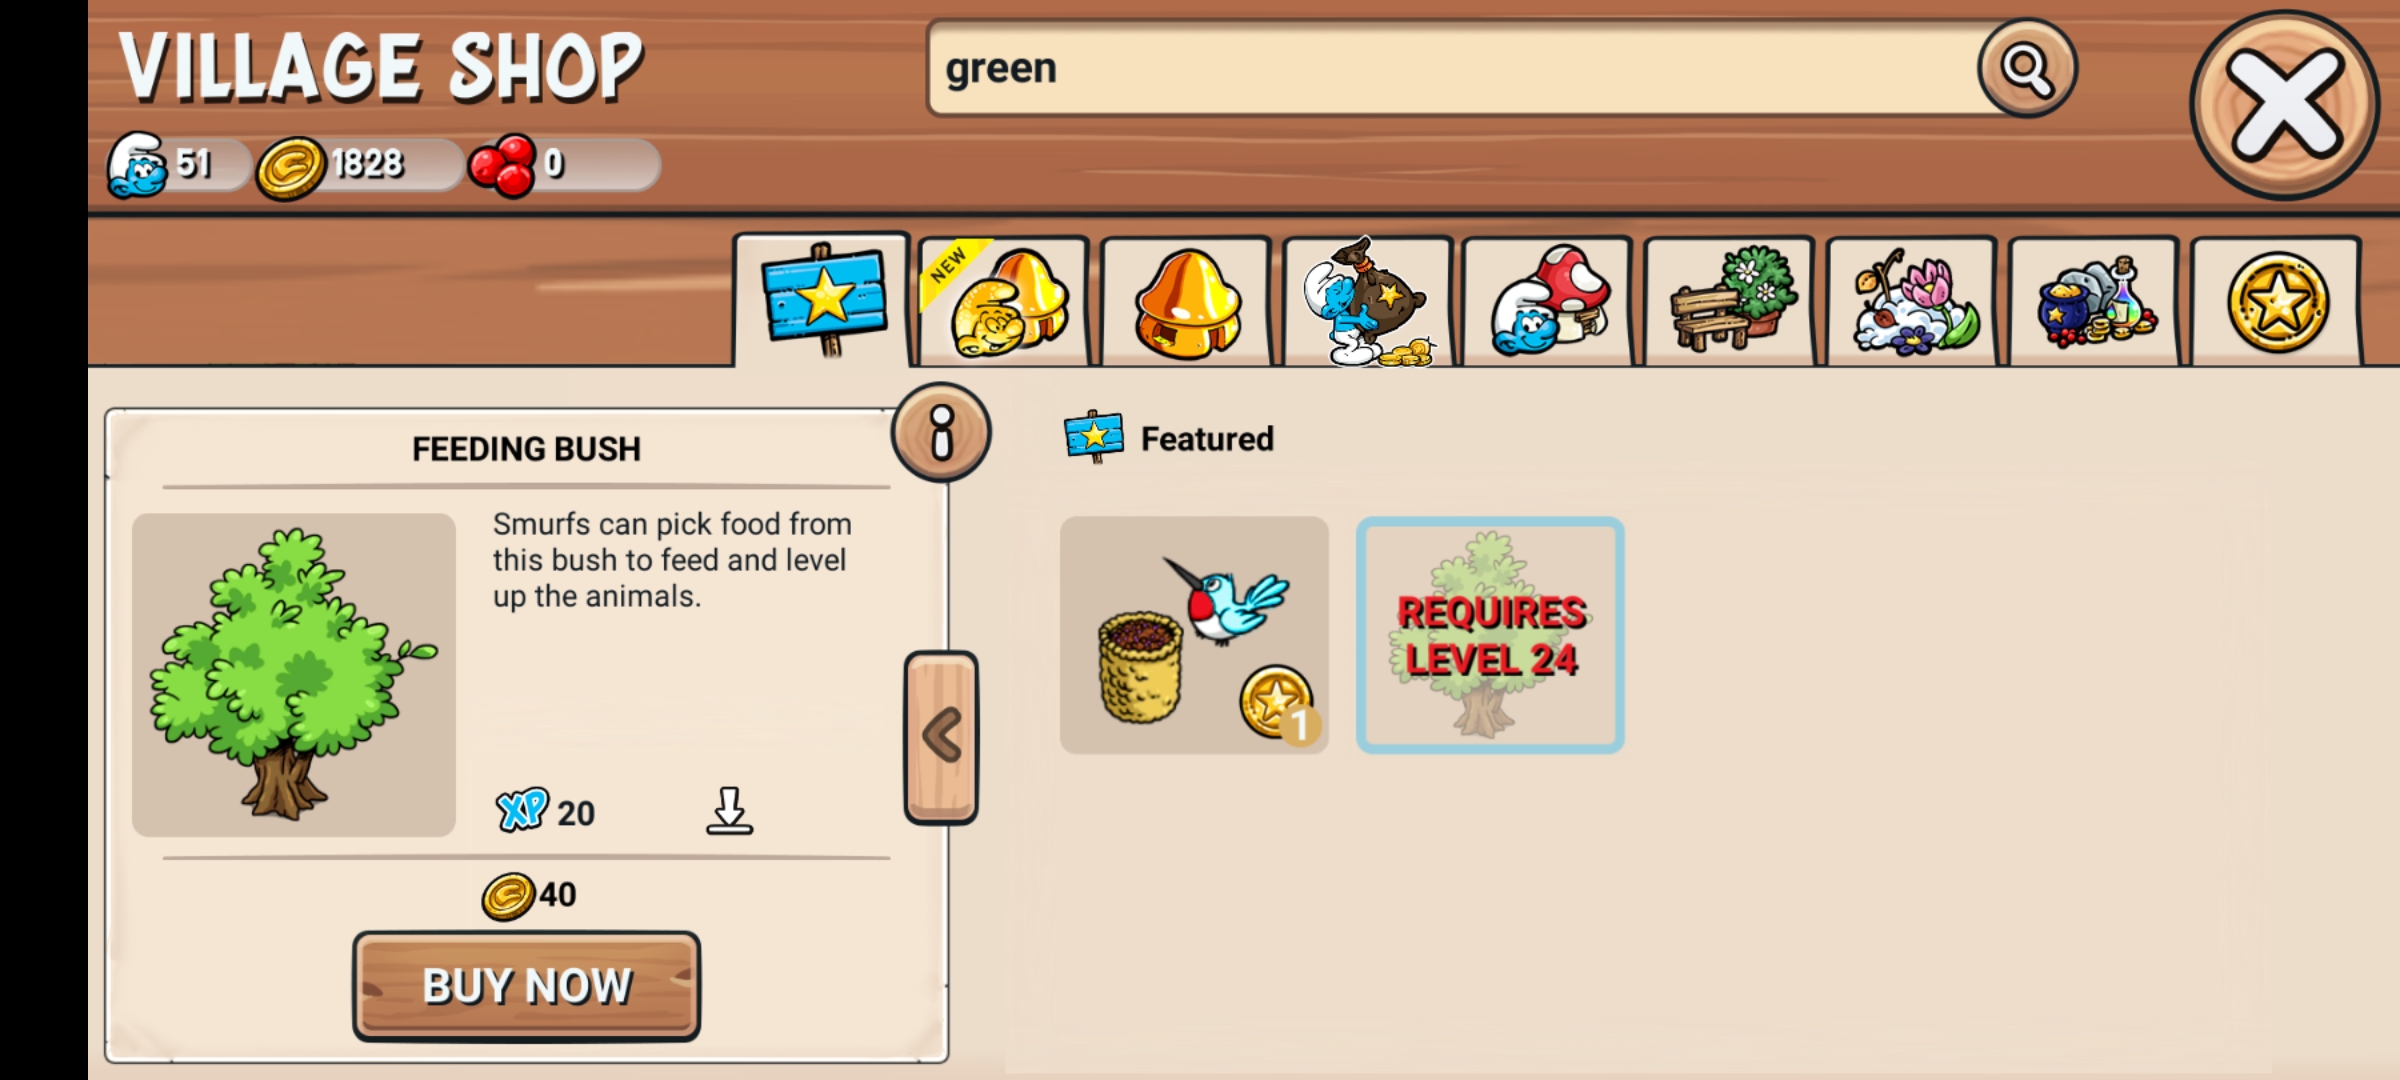 VILLAGE SHOP
green
51
1828
0
NEW
FEEDING BUSH
Smurfs can pick food from
this bush to feed and level
up the animals.
XP 20
40
BUY NOW
Featured
1
REQUIRES
LEVEL 24